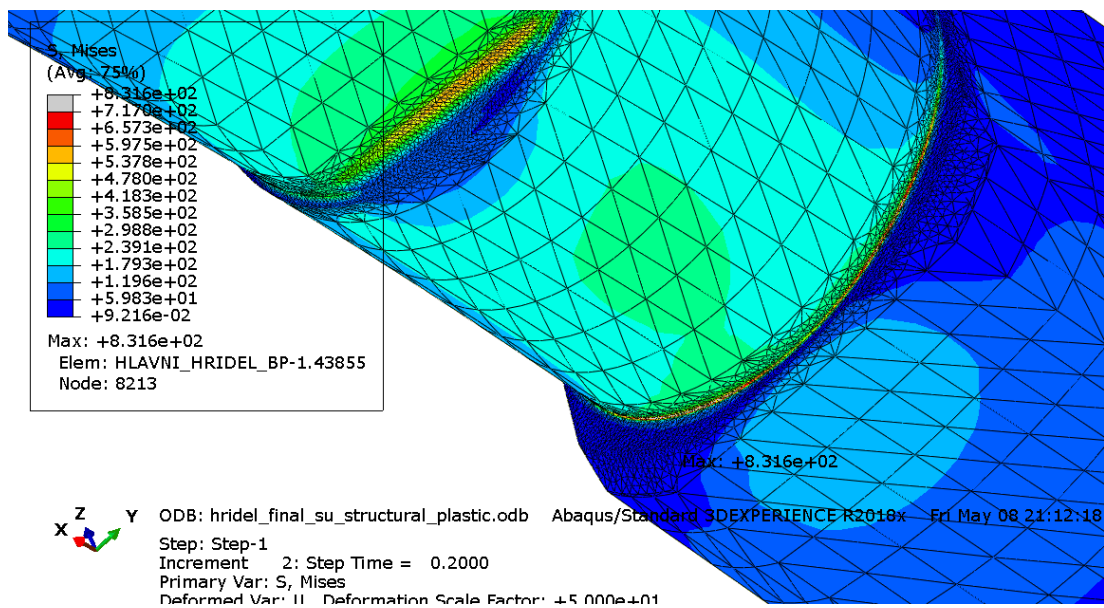 S, Mises
(Avg: 75%)
+8.316e+02
+7.170e+02
+6.573e+02
+5.975e+02
+5.378e+02
+4.780e+02
+4.183e+02
+3.585e+02
+2.988e+02
+2.391e+02
+1.793e+02
+1.196e+02
+5.983e+01
+9.216e-02
Max: +8.316e+02
Elem: HLAVNI_HRIDEL_BP-1.43855
Node: 8213
Max: +8.316e+02
Z
Y
X
ODB: hridel_final_su_structural_plastic.odb Abaqus/Standard 3DEXPERIENCE R2018x Fri May 08 21:12:18
Step: Step-1
Increment 2: Step Time = 0.2000
Primary Var: S, Mises
Deformed Var: U Deformation Scale Factor: +5.000e+01